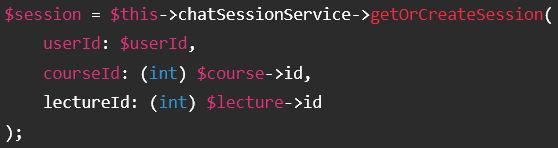 $session = $this->chatSessionService->getOrCreateSession(
    userId: $userId,
    courseId: (int) $course->id,
    lectureId: (int) $lecture->id
);